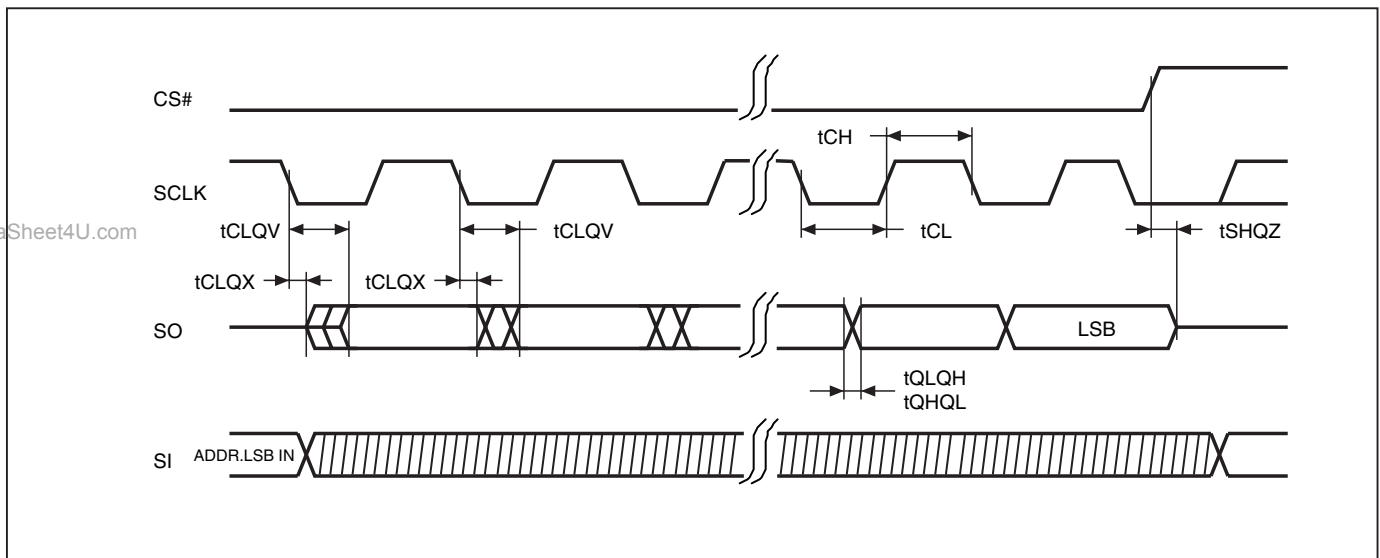 CS#
tCH
SCLK
aSheet4U.com
tCLQV
tCLQV
tCL
tSHQZ
tCLQX
tCLQX
SO
LSB
tQLQH
tQHQL
SI
ADDR.LSB IN